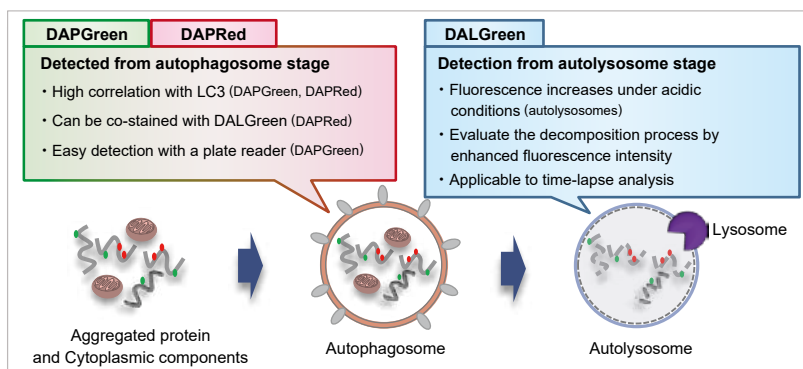 DAPGreen
DAPRed
Detected from autophagosome stage
・High correlation with LC3 (DAPGreen, DAPRed)
・Can be co-stained with DALGreen (DAPRed)
・Easy detection with a plate reader (DAPGreen)
DALGreen
Detection from autolysosome stage
・Fluorescence increases under acidic
conditions (autolysosomes)
・Evaluate the decomposition process by
enhanced fluorescence intensity
・Applicable to time-lapse analysis
Lysosome
Aggregated protein
and Cytoplasmic components
Autophagosome
Autolysosome